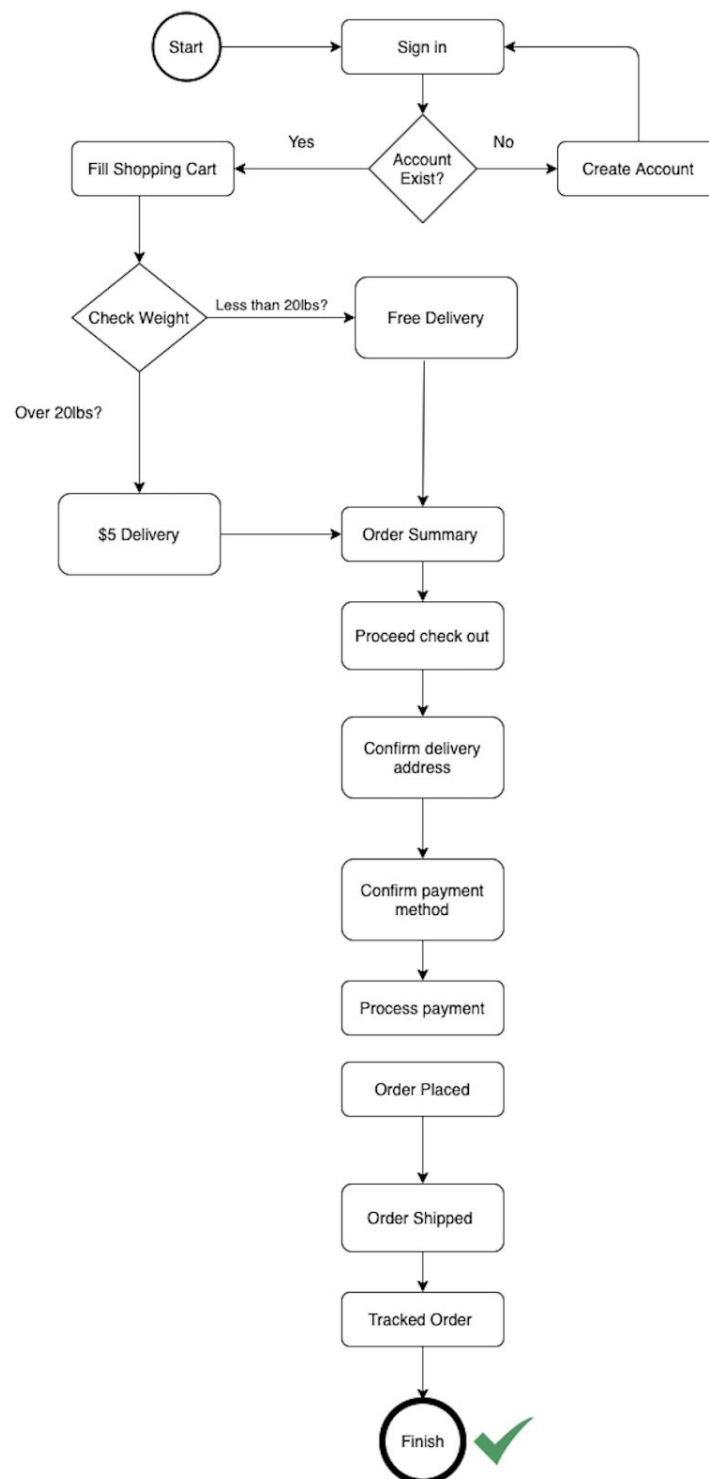 Start
Sign in
Yes
Account
Exist?
No
Fill Shopping Cart
Create Account
Check Weight
Less than 20lbs?
Free Delivery
Over 20lbs?
$5 Delivery
Order Summary
Proceed check out
Confirm delivery
address
Confirm payment
method
Process payment
Order Placed
Order Shipped
Tracked Order
Finish